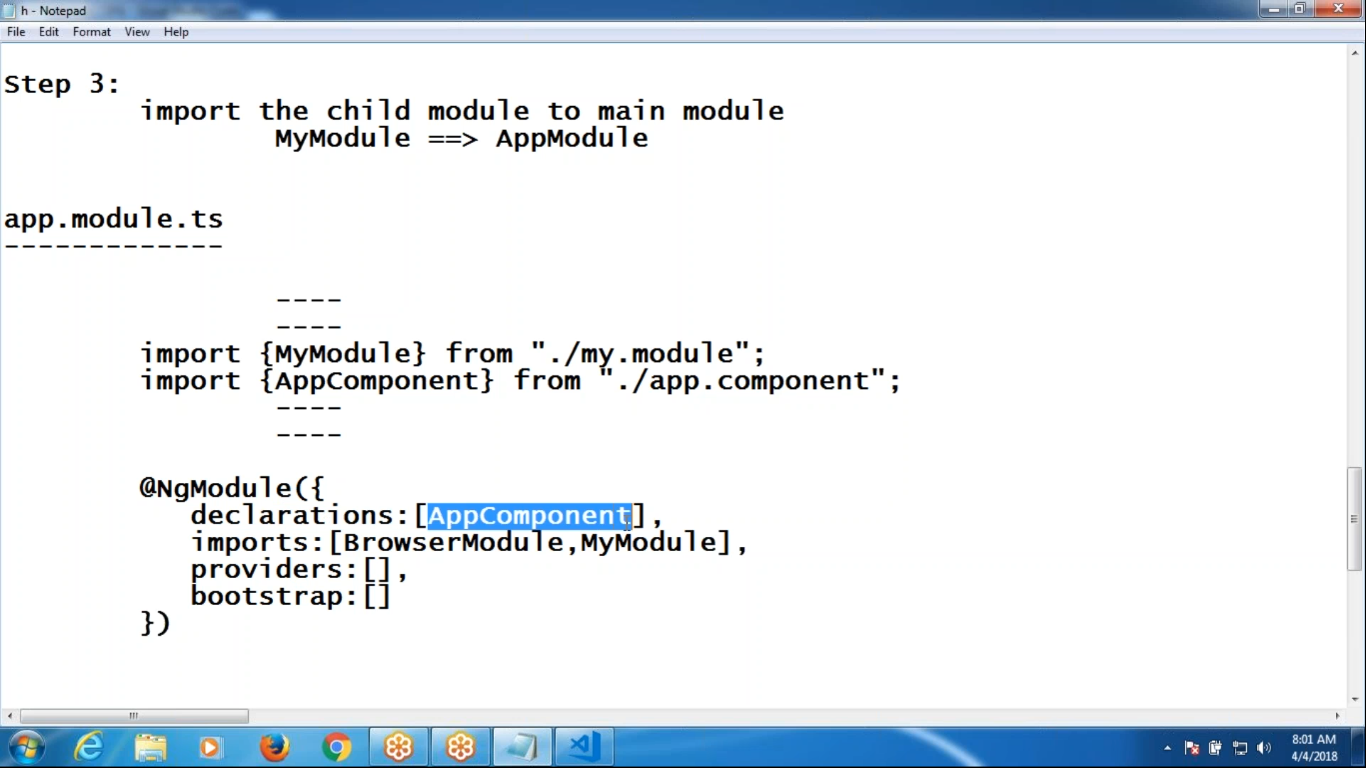 h - Notepad
File Edit Format View Help
Step 3:
import the child module to main module
MyModule ==> AppModule
app.module.ts
-------------
----
----
import {MyModule} from "./my.module";
import {AppComponent} from "./app.component";
----
----
@NgModule({
declarations:[AppComponent],
imports:[BrowserModule,MyModule],
providers:[],
bootstrap:[]
})
8:01 AM
4/4/2018